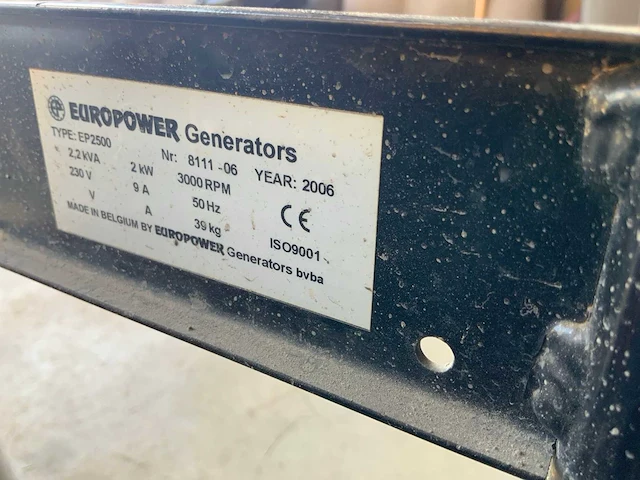 EUROPOWER Generators
TYPE: EP2500 Nr: 8111-06 YEAR: 2006
2,2 kVA 2 kW 3000 RPM
230 V 9 A 50 Hz
V A 39 kg ISO9001
MADE IN BELGIUM BY EUROPOWER Generators bvba
CE